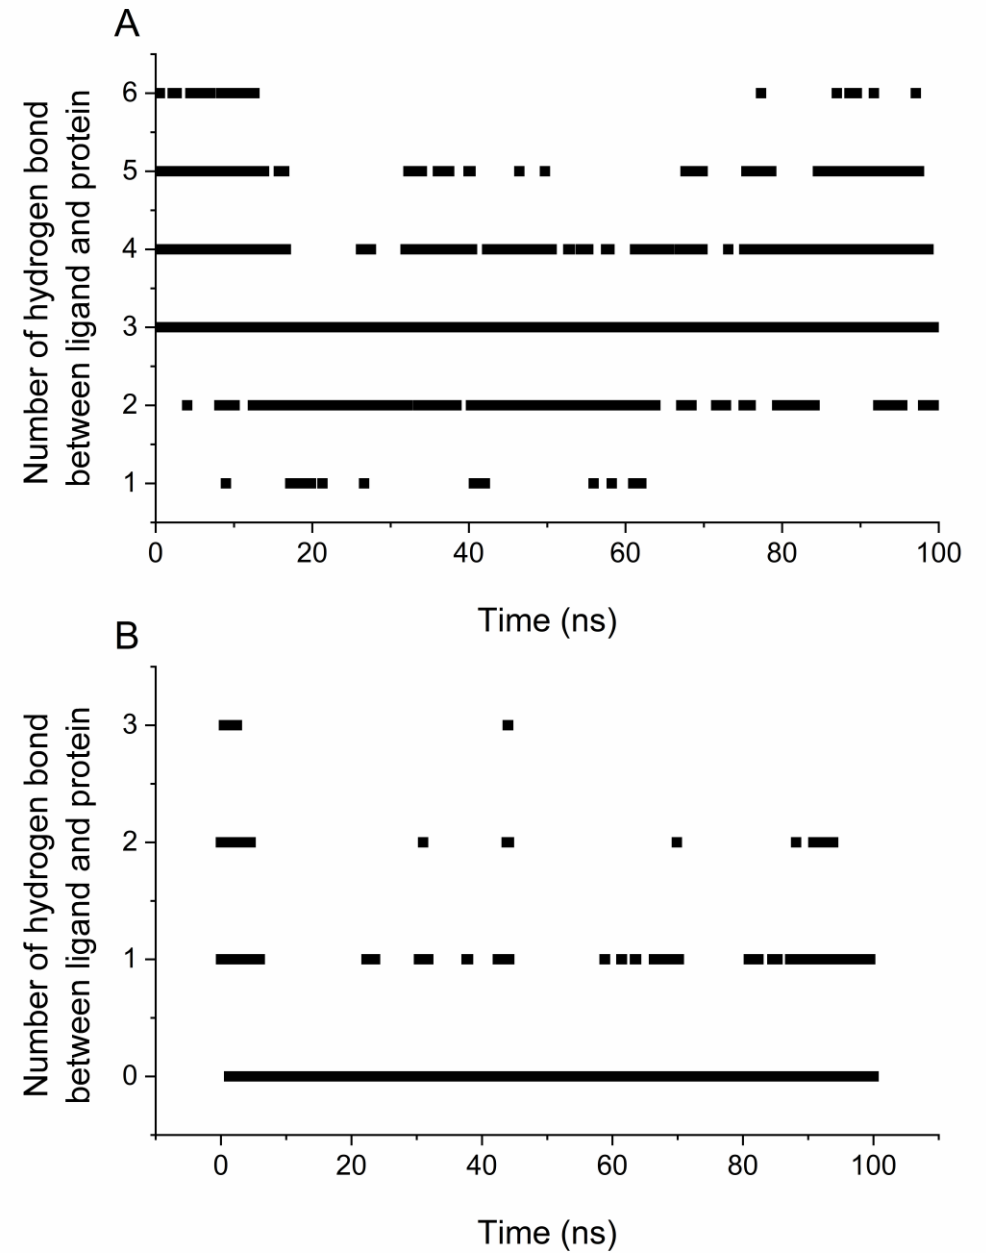 A
Number of hydrogen bond
between ligand and protein
6
5
4
3
2
1
0 20 40 60 80 100
Time (ns)
B
Number of hydrogen bond
between ligand and protein
3
2
1
0
0 20 40 60 80 100
Time (ns)